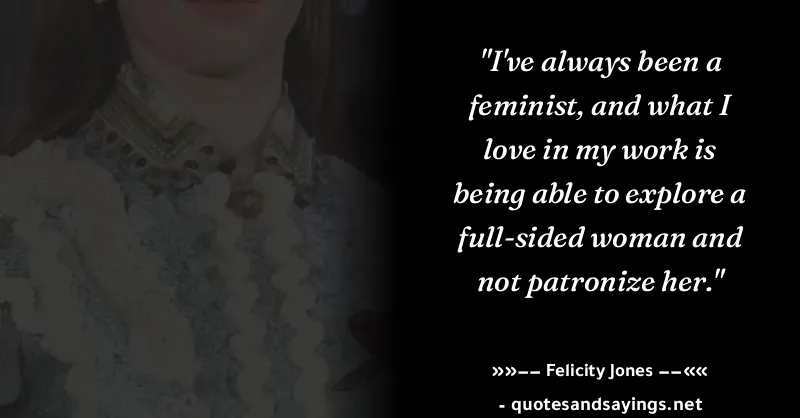 "I've always been a
feminist, and what I
love in my work is
being able to explore a
full-sided woman and
not patronize her."
»»−− Felicity Jones −−««
- quotesandsayings.net